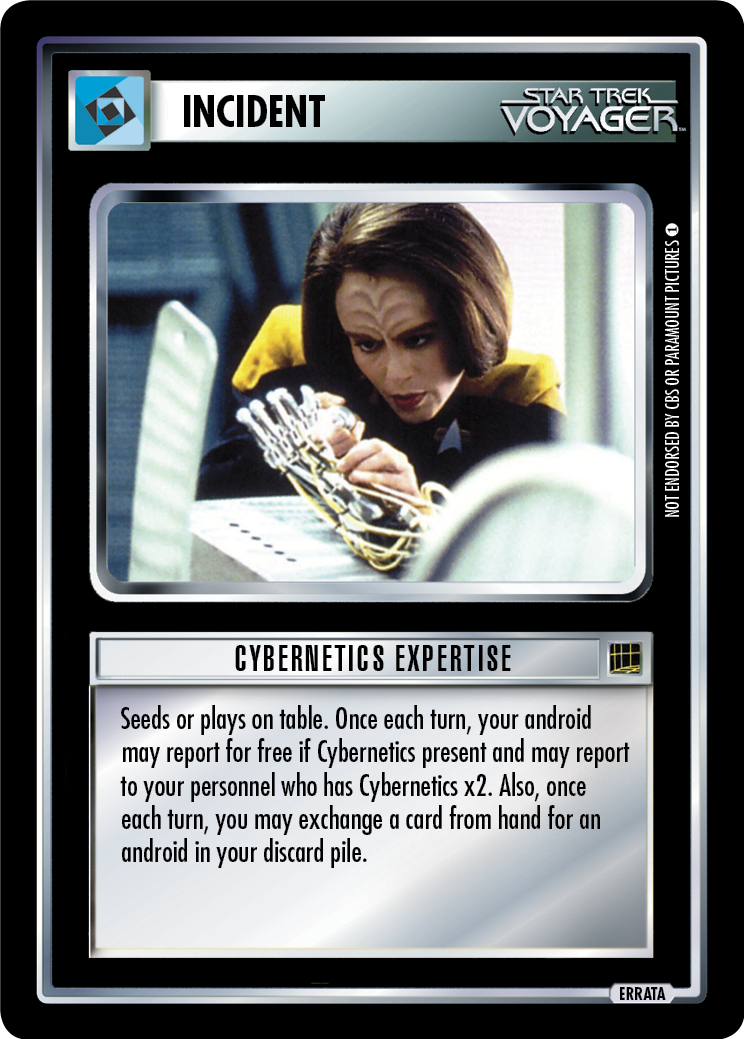 INCIDENT
STAR TREK
VOYAGER™
NOT ENDORSED BY CBS OR PARAMOUNT PICTURES 1
CYBERNETICS EXPERTISE
Seeds or plays on table. Once each turn, your android
may report for free if Cybernetics present and may report
to your personnel who has Cybernetics x2. Also, once
each turn, you may exchange a card from hand for an
android in your discard pile.
ERRATA